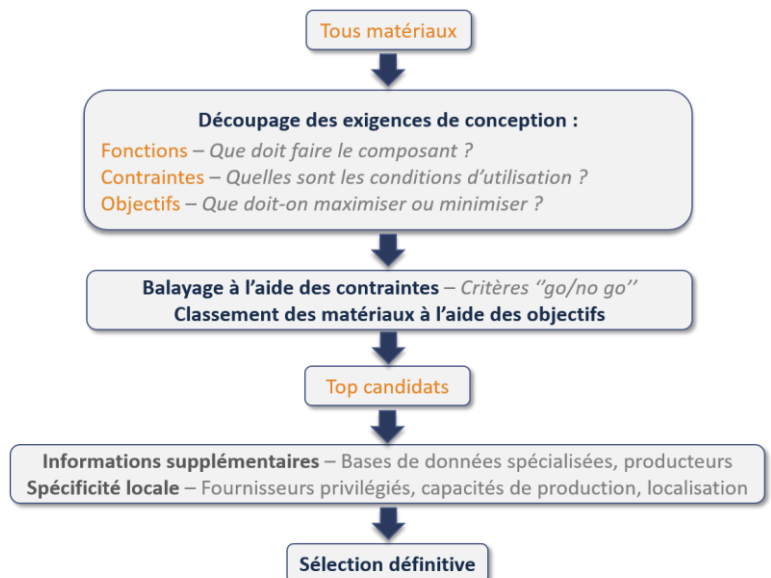 Tous matériaux
Découpage des exigences de conception :
Fonctions – Que doit faire le composant ?
Contraintes – Quelles sont les conditions d’utilisation ?
Objectifs – Que doit-on maximiser ou minimiser ?
Balayage à l’aide des contraintes – Critères ‘’go/no go’’
Classement des matériaux à l’aide des objectifs
Top candidats
Informations supplémentaires – Bases de données spécialisées, producteurs
Spécificité locale – Fournisseurs privilégiés, capacités de production, localisation
Sélection définitive